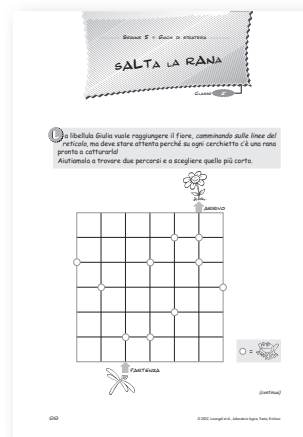 Sezione 5 • Giochi di strategia
SALTA LA RANA
Classe 2ª
La libellula Giulia vuole raggiungere il fiore, camminando sulle linee del
reticolo, ma deve stare attenta perché su ogni cerchietto c'è una rana
pronta a catturarla!
Aiutiamola a trovare due percorsi e a scegliere quello più corto.
ARRIVO
=
PARTENZA
(continua)